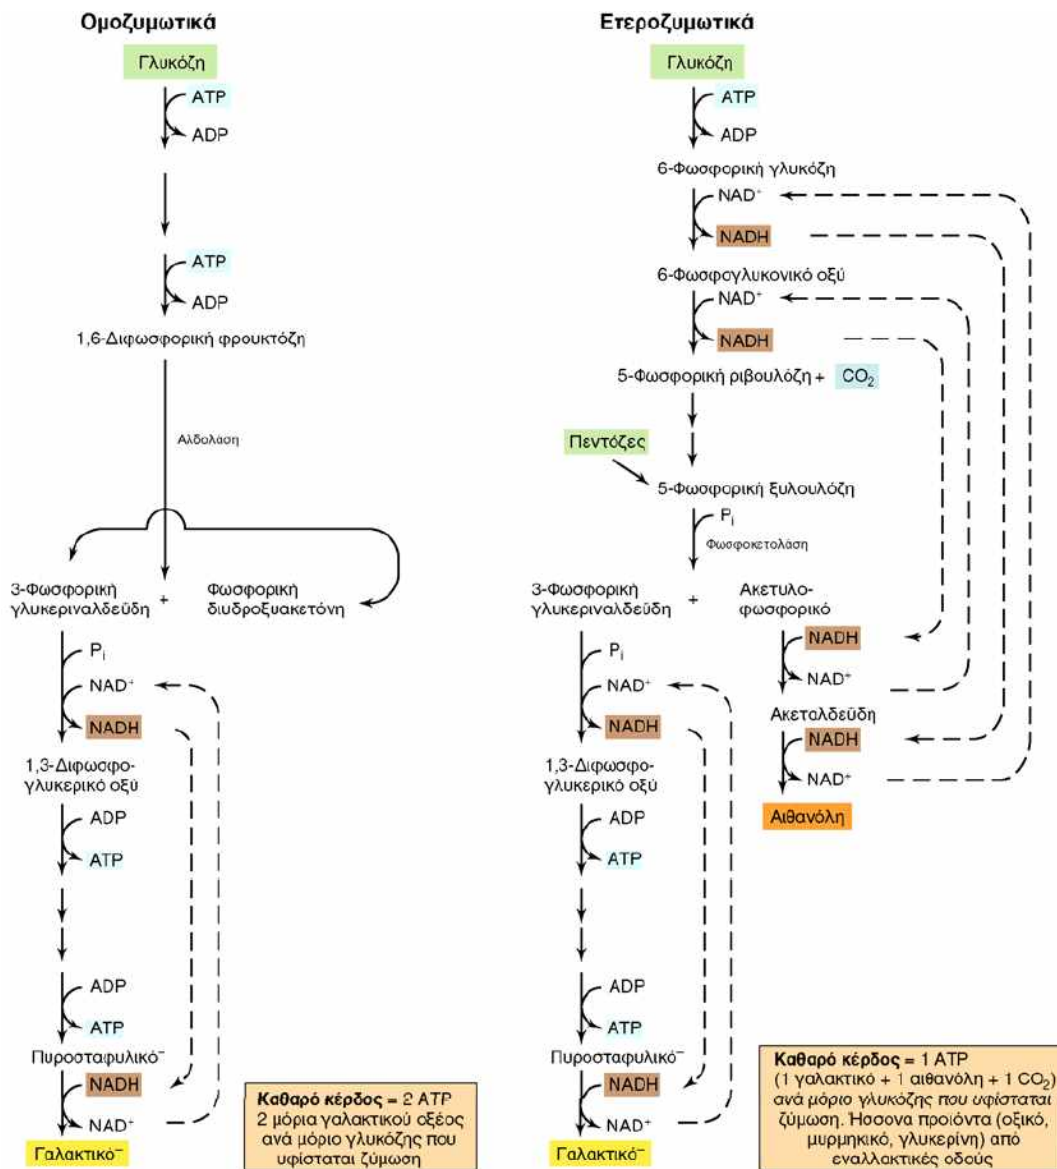 Ομοζυμωτικά
Γλυκόζη
ATP
ADP
ATP
ADP
1,6-Διφωσφορική φρουκτόζη
Αλδολάση
3-Φωσφορική
γλυκεριναλδεΰδη
+
Φωσφορική
διυδροξυακετόνη
Pi
NAD+
NADH
1,3-Διφωσφο-
γλυκερικό οξύ
ADP
ATP
ADP
ATP
Πυροσταφυλικό–
NADH
NAD+
Γαλακτικό–
Καθαρό κέρδος = 2 ATP
2 μόρια γαλακτικού οξέος
ανά μόριο γλυκόζης που
υφίσταται ζύμωση
Ετεροζυμωτικά
Γλυκόζη
ATP
ADP
6-Φωσφορική γλυκόζη
NAD+
NADH
6-Φωσφογλυκονικό οξύ
NAD+
NADH
5-Φωσφορική ριβουλόζη + CO2
Πεντόζες
5-Φωσφορική ξυλουλόζη
Pi
Φωσφοκετολάση
3-Φωσφορική
γλυκεριναλδεΰδη
+
Ακετυλο-
φωσφορικό
NADH
NAD+
Ακεταλδεΰδη
NADH
NAD+
Αιθανόλη
Pi
NAD+
NADH
1,3-Διφωσφο-
γλυκερικό οξύ
ADP
ATP
ADP
ATP
Πυροσταφυλικό–
NADH
NAD+
Γαλακτικό–
Καθαρό κέρδος = 1 ATP
(1 γαλακτικό + 1 αιθανόλη + 1 CO2)
ανά μόριο γλυκόζης που υφίσταται
ζύμωση. Ήσσονα προϊόντα (οξικό,
μυρμηκικό, γλυκερίνη) από
εναλλακτικές οδούς